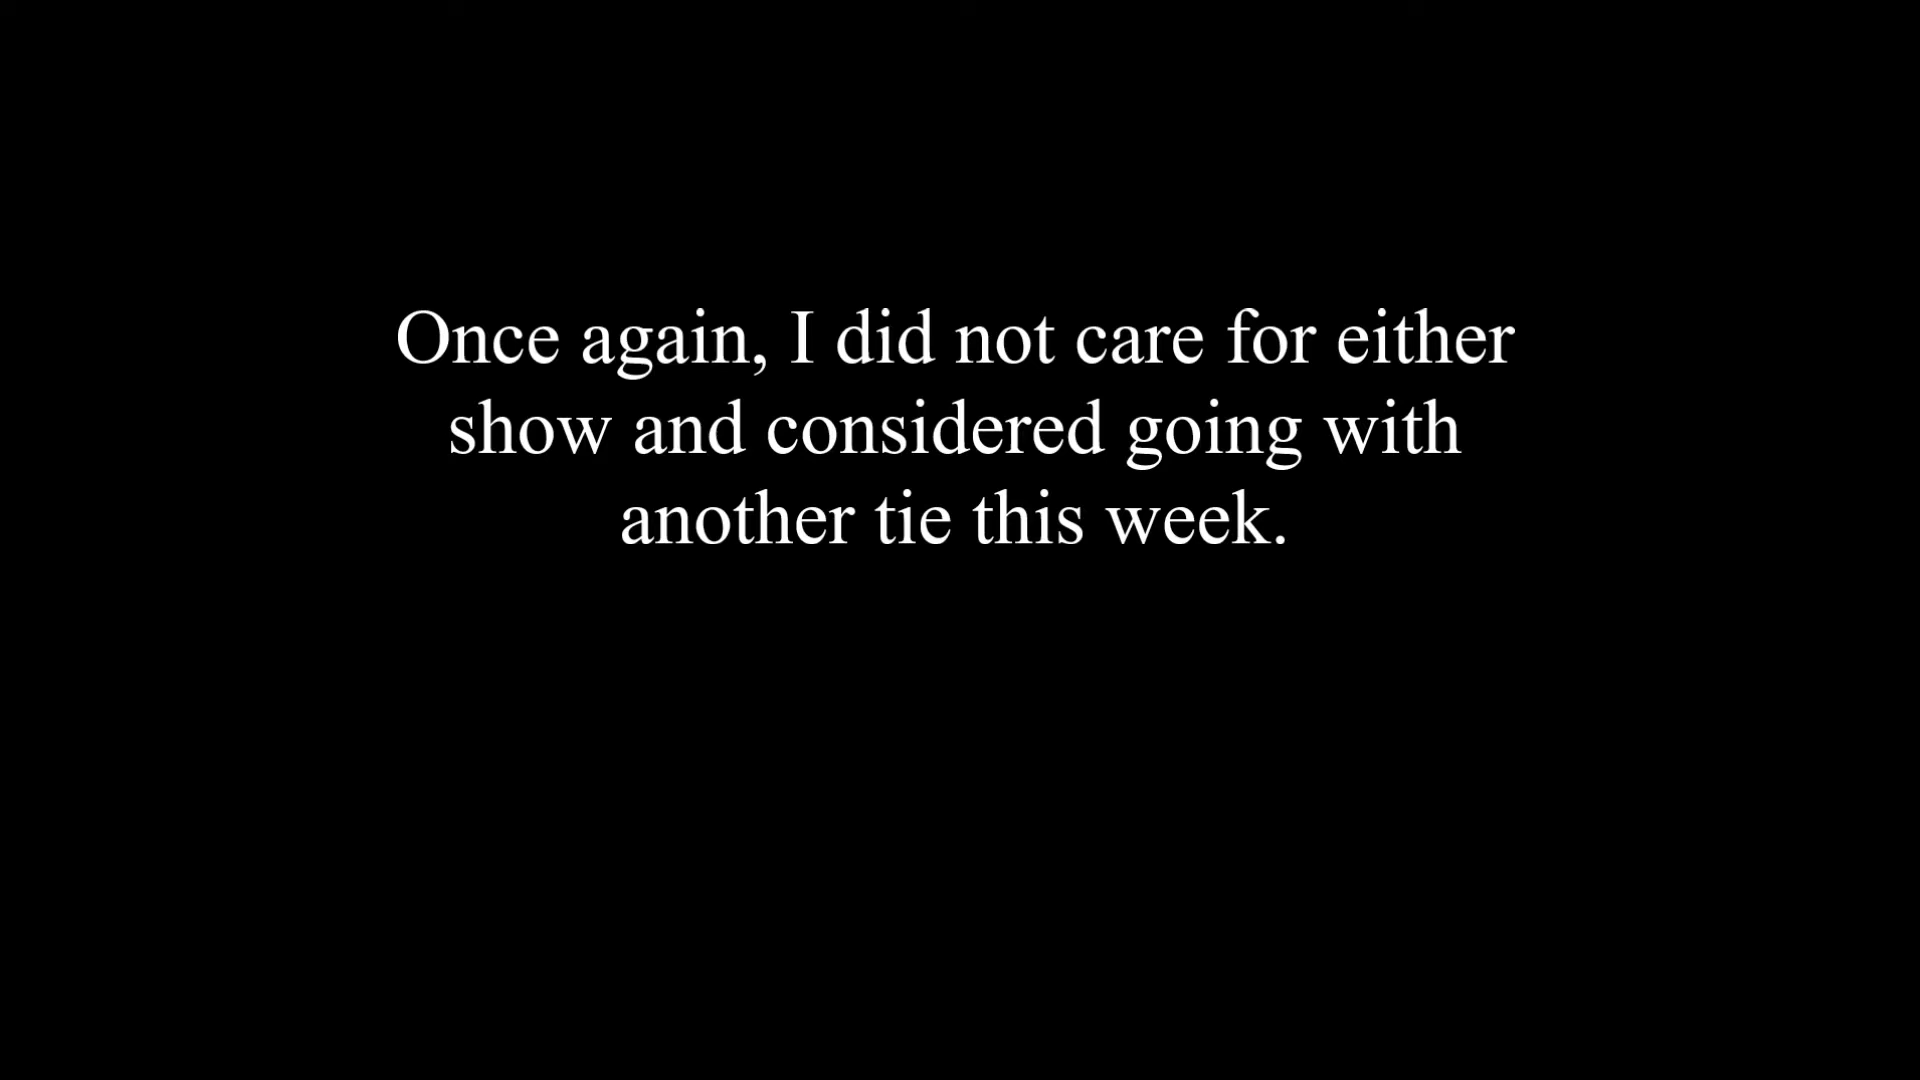 Once again, I did not care for either
show and considered going with
another tie this week.